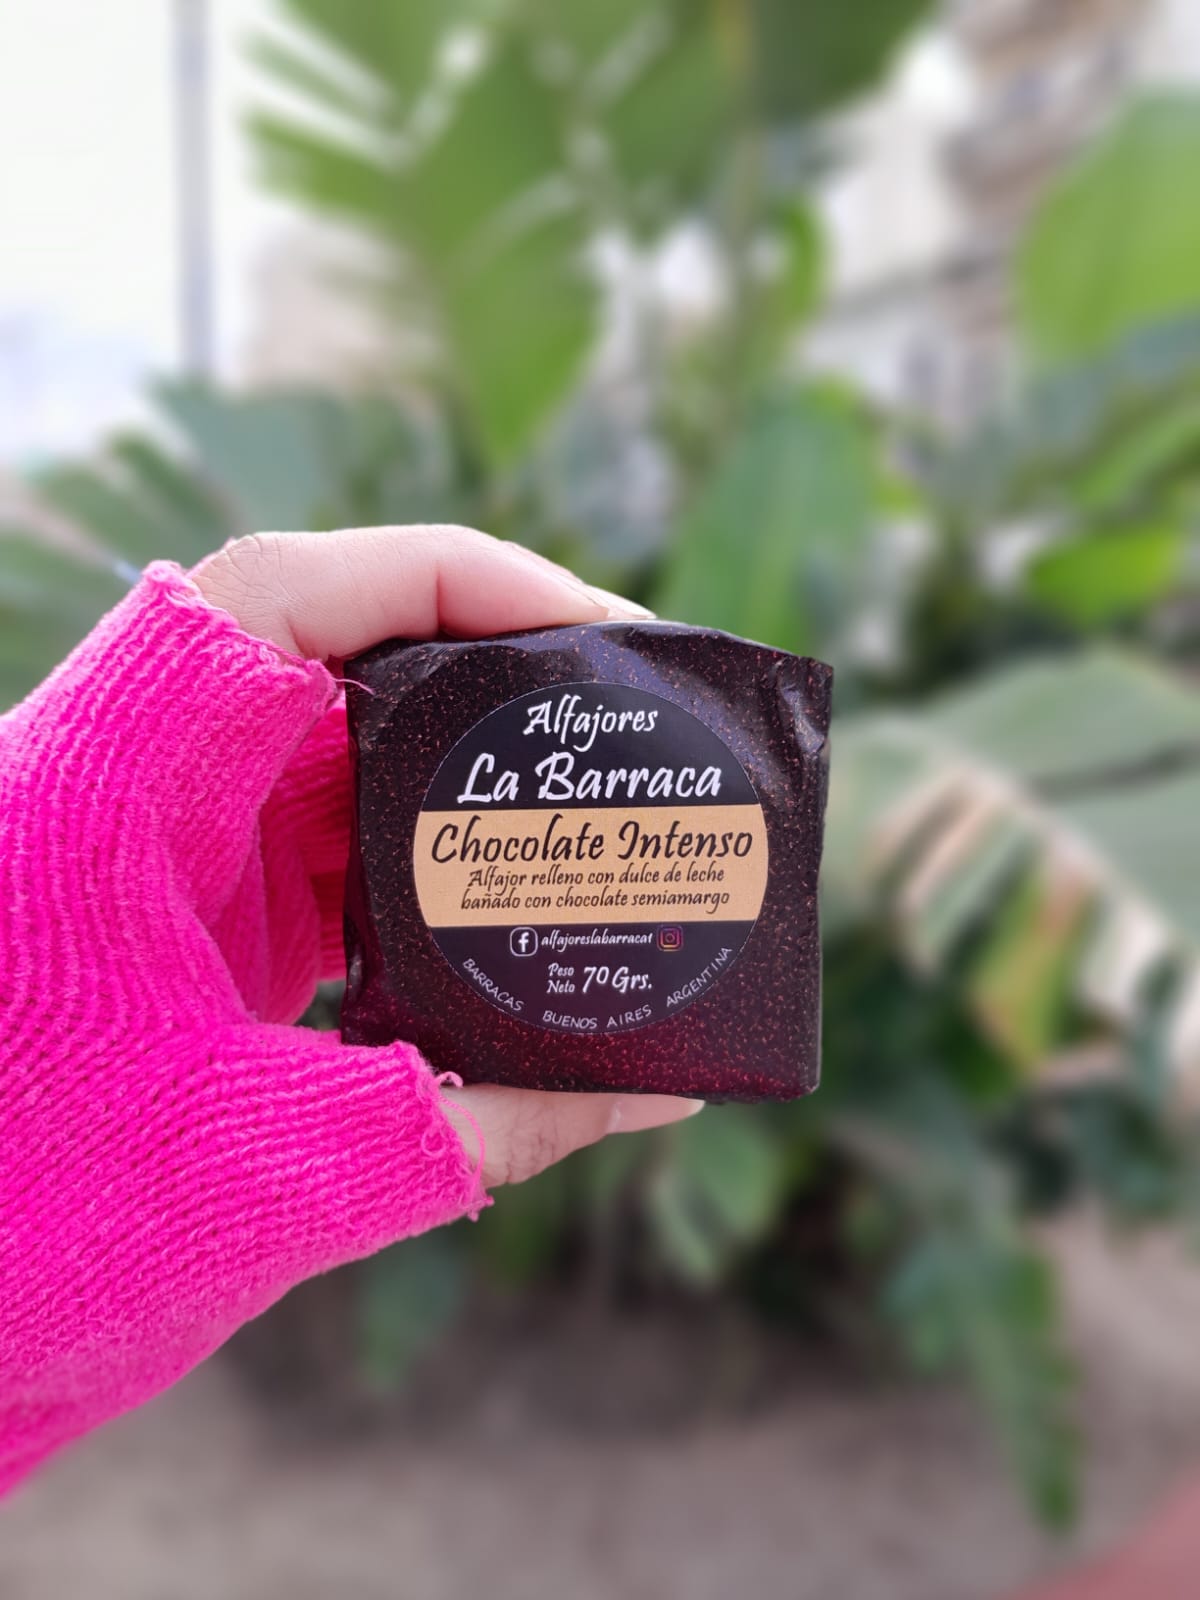 Alfajores
La Barraca
Chocolate Intenso
Alfajor relleno con dulce de leche
bañado con chocolate semiamargo
alfajoreslabarraca1
Peso
Neto 70 Grs.
BARRACAS BUENOS AIRES ARGENTINA